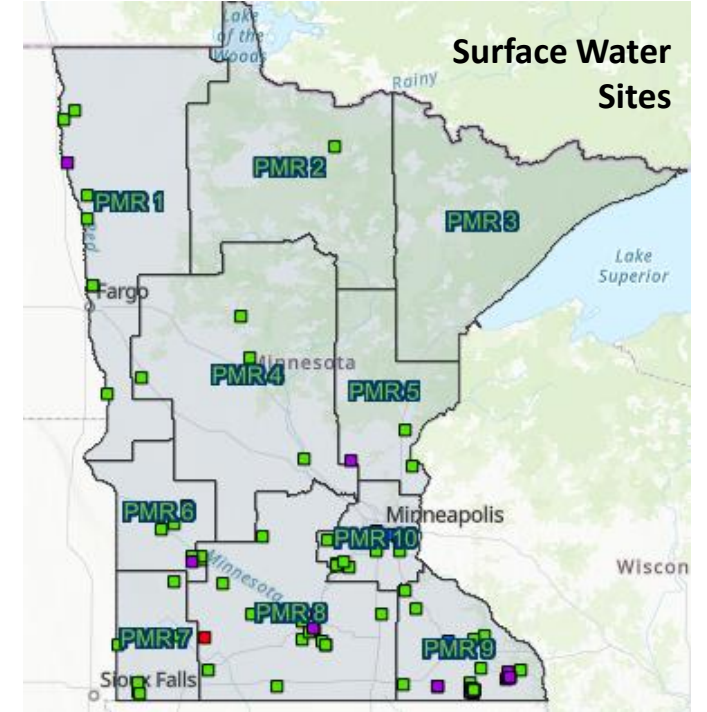 Lake
of the
Woods
Surface Water
Sites
Rainy
PMR 2
PMR 1
PMR 3
Red
Lake
Superior
Fargo
Minnesota
PMR 4
PMR 5
PMR 6
Minneapolis
PMR 10
Minnesota
Wiscon
PMR 8
PMR 7
PMR 9
Sioux Falls